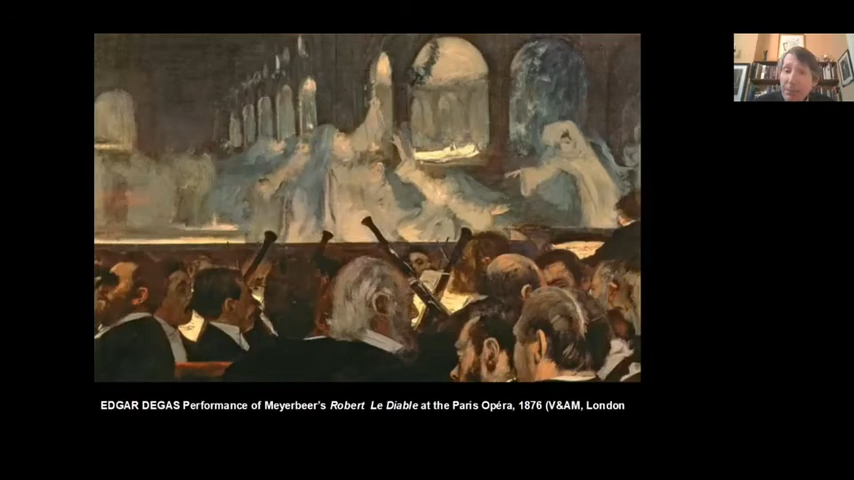 EDGAR DEGAS Performance of Meyerbeer's Robert Le Diable at the Paris Opéra, 1876 (V&AM, London